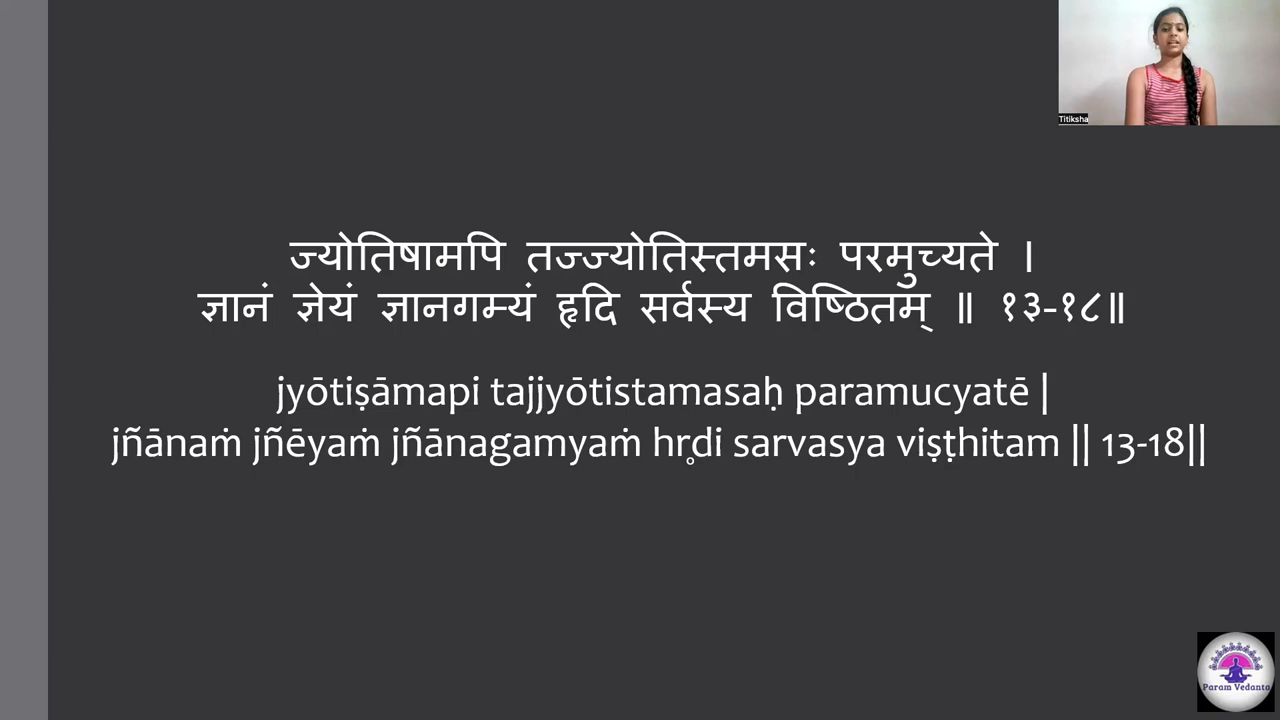 Titiksha
ज्योतिषामपि तज्ज्योतिस्तमसः परमुच्यते ।
ज्ञानं ज्ञेयं ज्ञानगम्यं हृदि सर्वस्य विष्ठितम् ॥ १३-१८॥
jyōtiṣāmapi tajjyōtistamasaḥ paramucyatē |
jñānaṁ jñēyaṁ jñānagamyaṁ hr̥di sarvasya viṣṭhitam || 13-18||
Param Vedanta